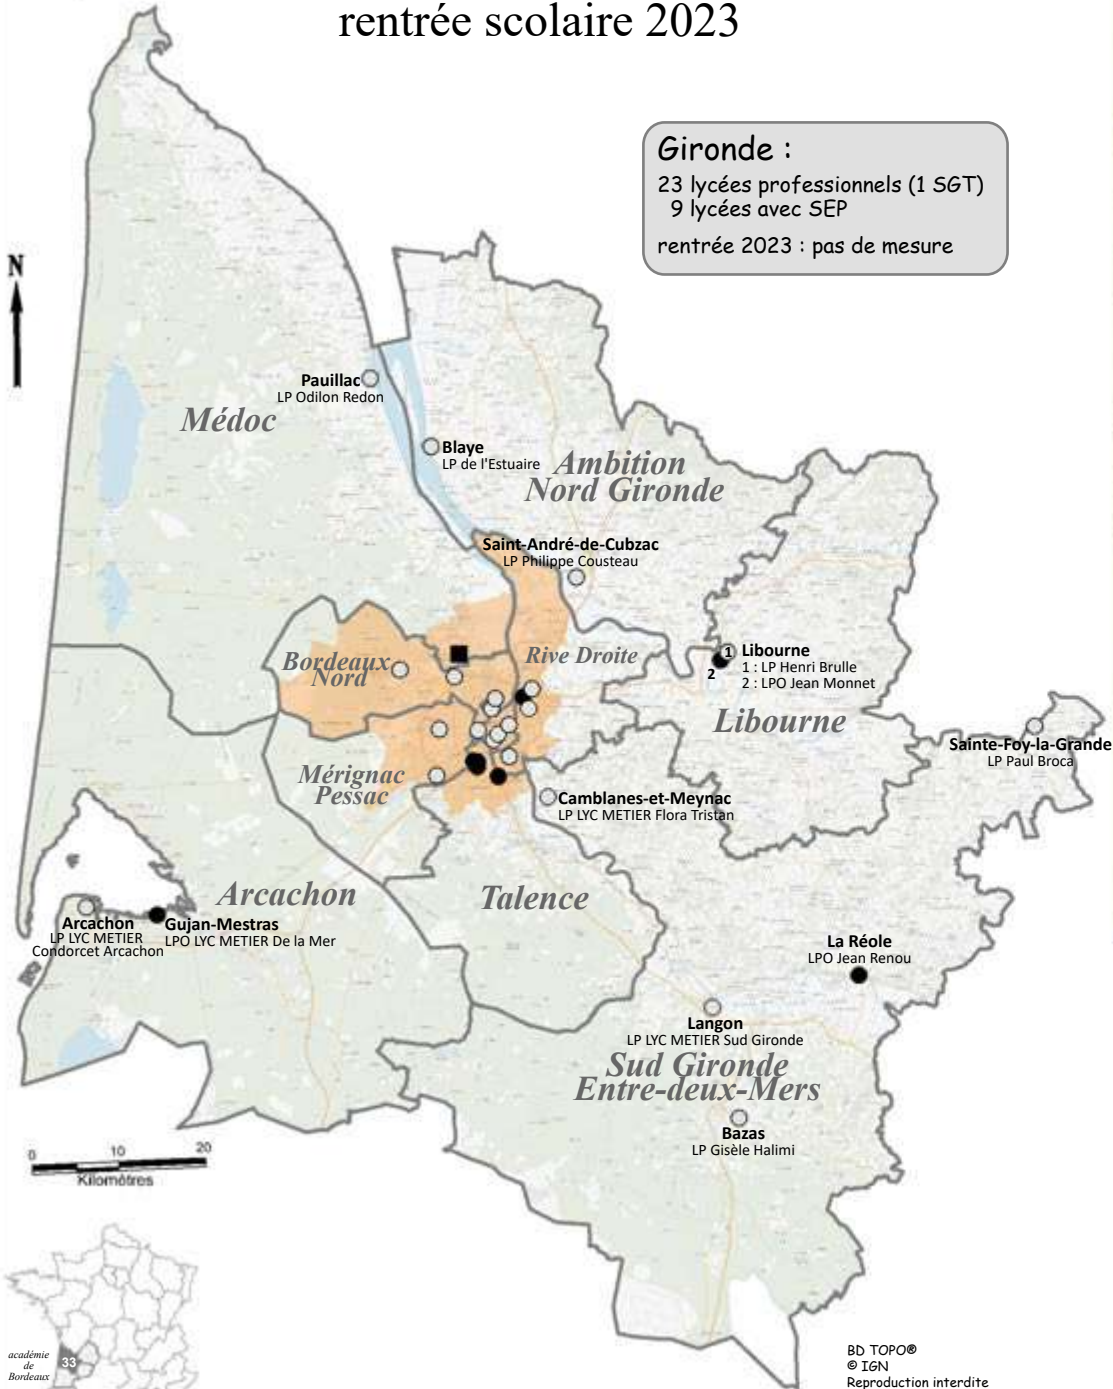 rentrée scolaire 2023
Gironde :
23 lycées professionnels (1 SGT)
9 lycées avec SEP
rentrée 2023 : pas de mesure
N
Pauillac
LP Odilon Redon
Médoc
Blaye
LP de l'Estuaire
Ambition
Nord Gironde
Saint-André-de-Cubzac
LP Philippe Cousteau
Bordeaux
Nord
Rive Droite
1
2
Libourne
1 : LP Henri Brulle
2 : LPO Jean Monnet
Libourne
Sainte-Foy-la-Grande
LP Paul Broca
Mérignac
Pessac
Camblanes-et-Meynac
LP LYC METIER Flora Tristan
Arcachon
Talence
Arcachon
LP LYC METIER
Condorcet Arcachon
Gujan-Mestras
LPO LYC METIER De la Mer
La Réole
LPO Jean Renou
Langon
LP LYC METIER Sud Gironde
Sud Gironde
Entre-deux-Mers
Bazas
LP Gisèle Halimi
0 10 20
Kilomètres
académie
de
Bordeaux
33
BD TOPO®
© IGN
Reproduction interdite